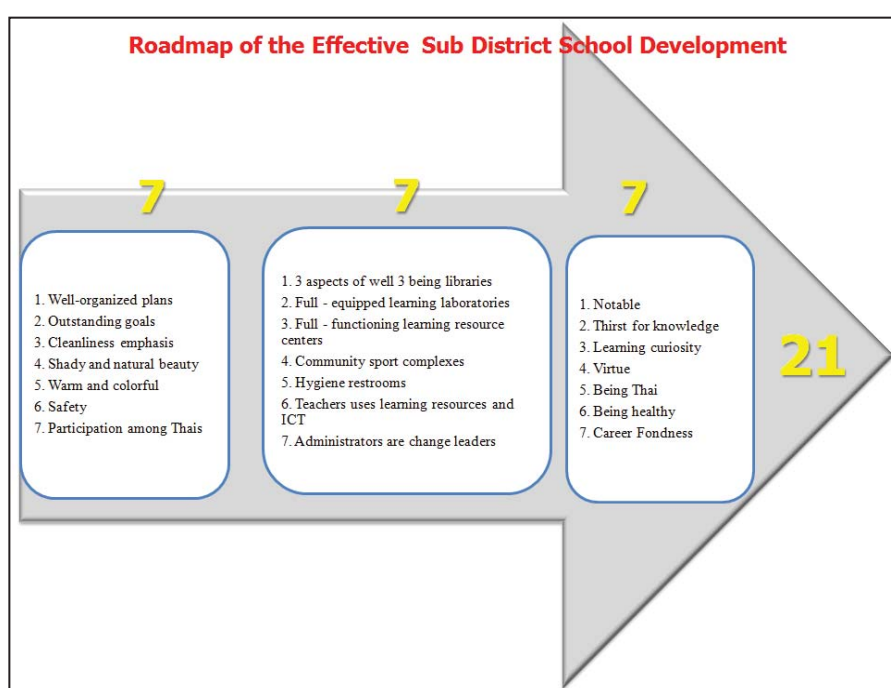 Roadmap of the Effective Sub District School Development
7
1. Well-organized plans
2. Outstanding goals
3. Cleanliness emphasis
4. Shady and natural beauty
5. Warm and colorful
6. Safety
7. Participation among Thais
7
1. 3 aspects of well 3 being libraries
2. Full - equipped learning laboratories
3. Full - functioning learning resource
centers
4. Community sport complexes
5. Hygiene restrooms
6. Teachers uses learning resources and
ICT
7. Administrators are change leaders
7
1. Notable
2. Thirst for knowledge
3. Learning curiosity
4. Virtue
5. Being Thai
6. Being healthy
7. Career Fondness
21